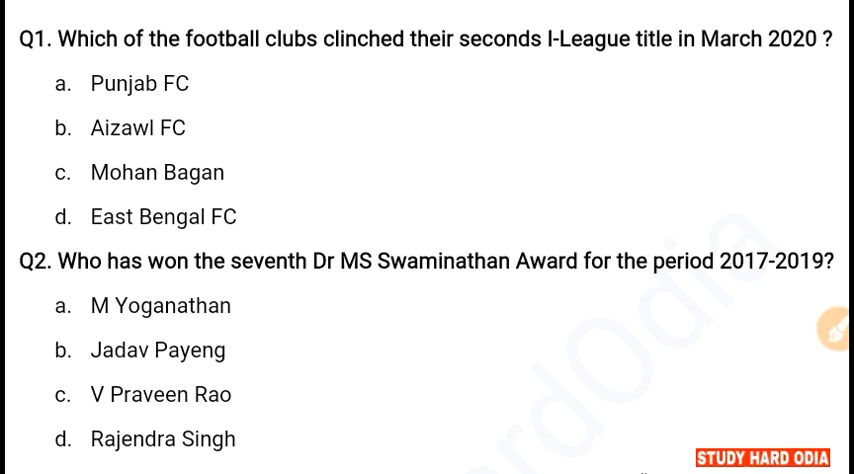 Q1. Which of the football clubs clinched their seconds I-League title in March 2020 ?
a. Punjab FC
b. Aizawl FC
c. Mohan Bagan
d. East Bengal FC
Q2. Who has won the seventh Dr MS Swaminathan Award for the period 2017-2019?
a. M Yoganathan
b. Jadav Payeng
c. V Praveen Rao
d. Rajendra Singh
STUDY HARD ODIA